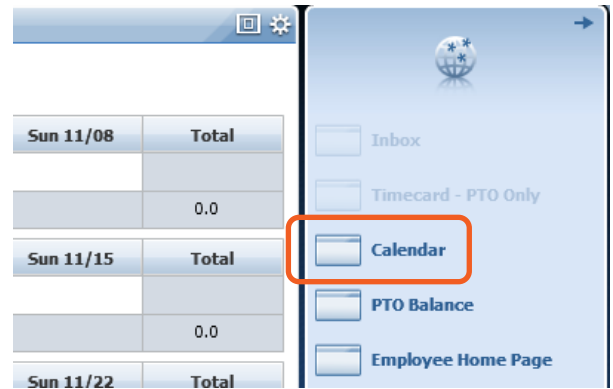 Sun 11/08 Total
0.0
Sun 11/15 Total
0.0
Sun 11/22 Total
Inbox
Timecard - PTO Only
Calendar
PTO Balance
Employee Home Page